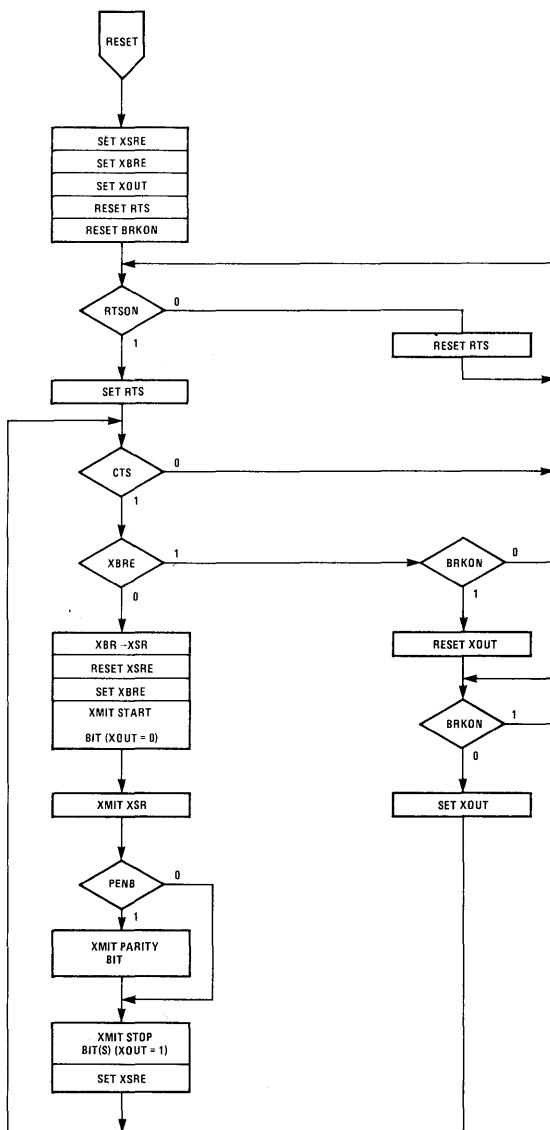 RESET
SET XSRE
SET XBRE
SET XOUT
RESET RTS
RESET BRKON
RTSON
0
1
RESET RTS
SET RTS
CTS
0
1
XBRE
1
0
BRKON
0
1
XBR→XSR
RESET XSRE
SET XBRE
XMIT START
BIT (XOUT = 0)
RESET XOUT
BRKON
1
0
XMIT XSR
SET XOUT
PENB
0
1
XMIT PARITY
BIT
XMIT STOP
BIT(S) (XOUT = 1)
SET XSRE